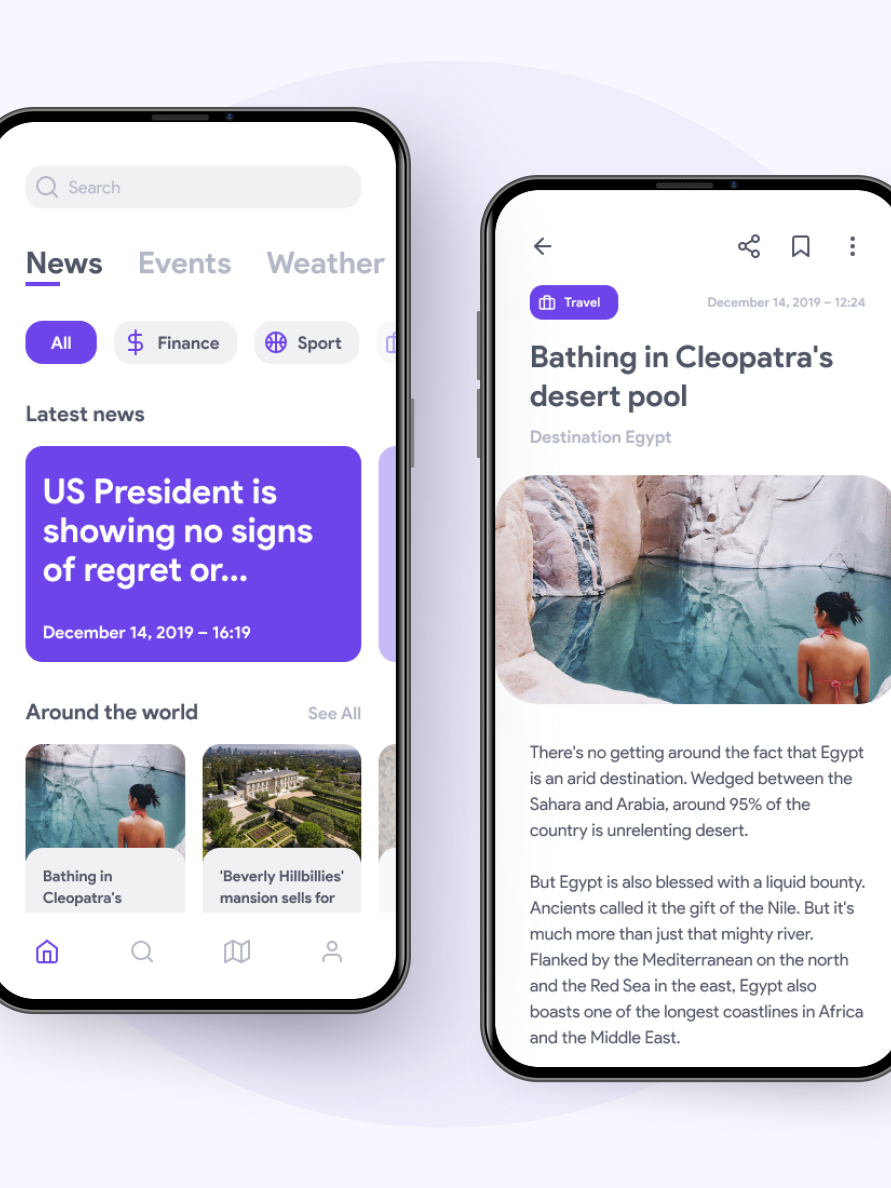 Search
News Events Weather
All Finance Sport
Latest news
US President is
showing no signs
of regret or...
December 14, 2019 – 16:19
Around the world See All
Bathing in
Cleopatra's
'Beverly Hillbillies'
mansion sells for
Travel December 14, 2019 – 12:24
Bathing in Cleopatra's
desert pool
Destination Egypt
There's no getting around the fact that Egypt
is an arid destination. Wedged between the
Sahara and Arabia, around 95% of the
country is unrelenting desert.
But Egypt is also blessed with a liquid bounty.
Ancients called it the gift of the Nile. But it's
much more than just that mighty river.
Flanked by the Mediterranean on the north
and the Red Sea in the east, Egypt also
boasts one of the longest coastlines in Africa
and the Middle East.